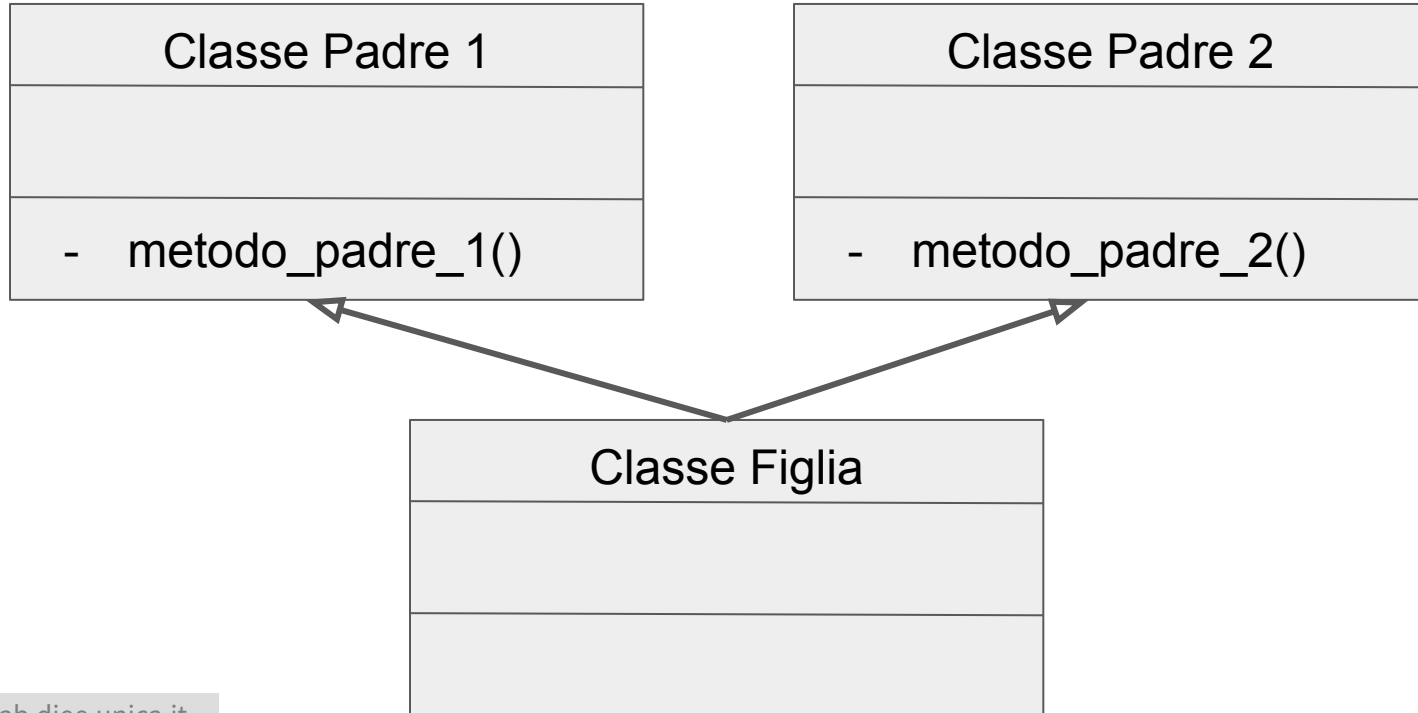 Classe Padre 1
Classe Padre 2
- metodo_padre_1()
- metodo_padre_2()
Classe Figlia